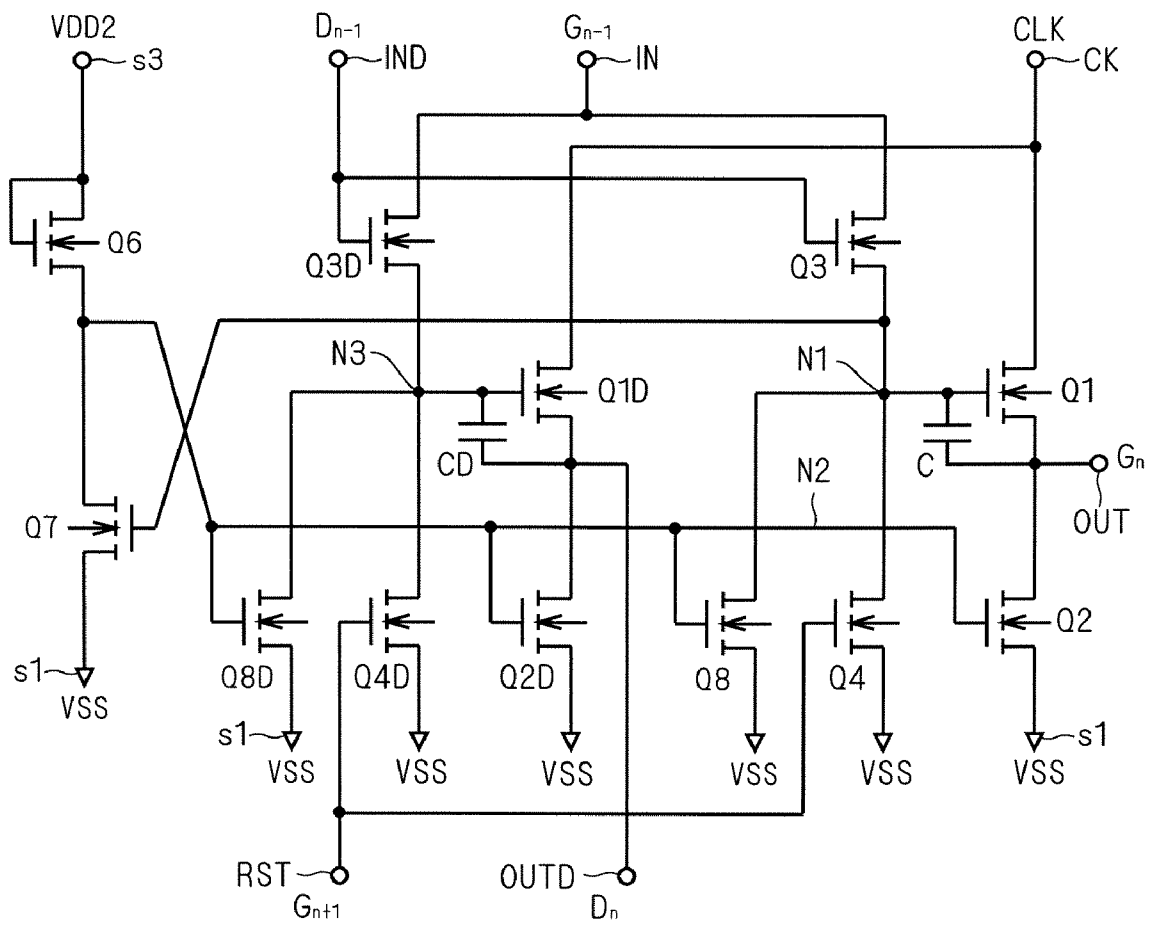 VDD2
s3
Dn-1
IND
Gn-1
IN
CLK
CK
Q6
Q3D
Q3
N3
Q1D
N1
Q1
CD
C
Gn
OUT
N2
Q7
Q8D
Q4D
Q2D
Q8
Q4
Q2
s1
VSS
s1
VSS
VSS
VSS
VSS
VSS
s1
VSS
RST
Gn+1
OUTD
Dn